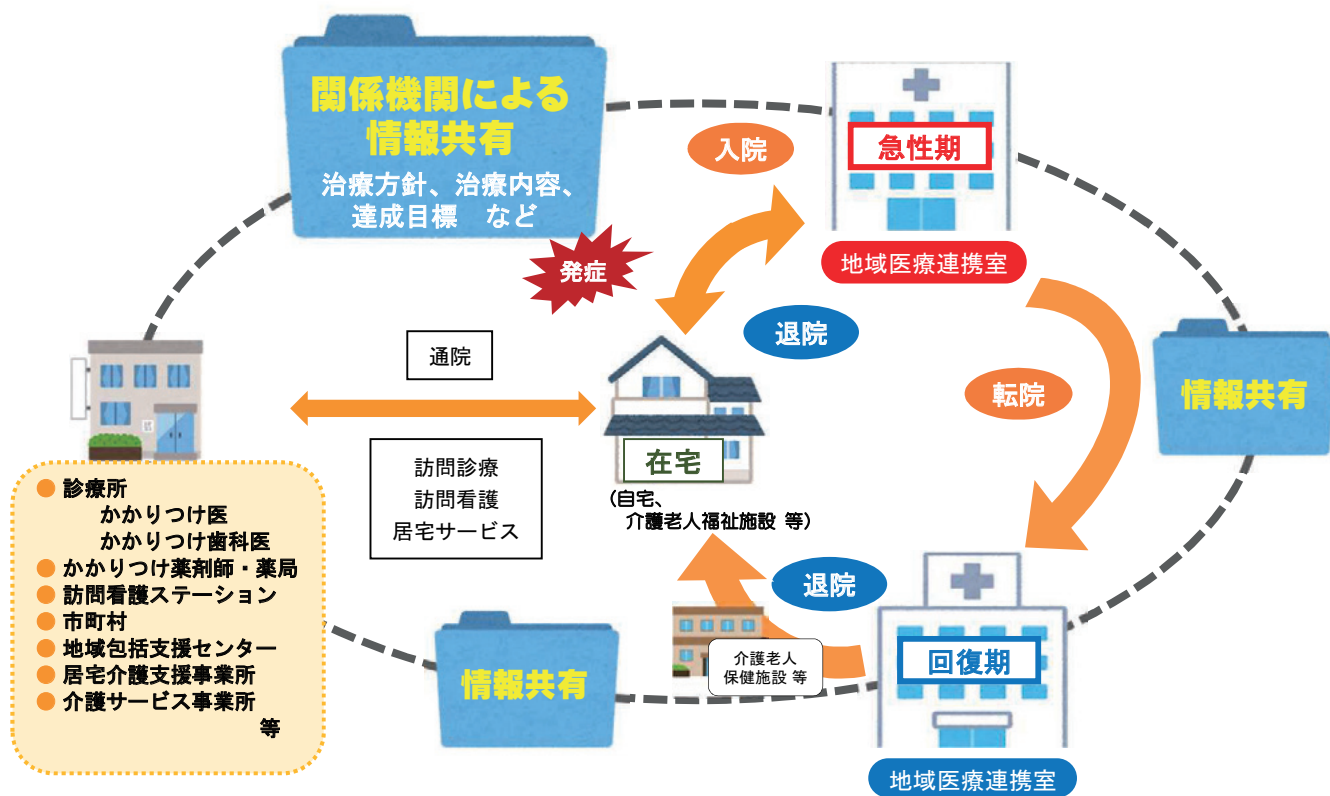 関係機関による
情報共有
治療方針、治療内容、
達成目標　など
入院
急性期
地域医療連携室
発症
退院
通院
転院
情報共有
訪問診療
訪問看護
居宅サービス
在宅
(自宅、
介護老人福祉施設 等)
● 診療所
かかりつけ医
かかりつけ歯科医
● かかりつけ薬剤師・薬局
● 訪問看護ステーション
● 市町村
● 地域包括支援センター
● 居宅介護支援事業所
● 介護サービス事業所
等
情報共有
退院
介護老人
保健施設 等
回復期
地域医療連携室